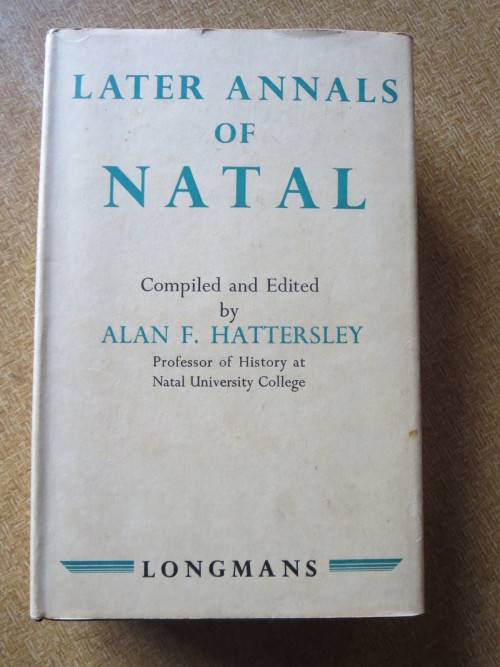 LATER ANNALS
OF
NATAL
Compiled and Edited
by
ALAN F. HATTERSLEY
Professor of History at
Natal University College
LONGMANS